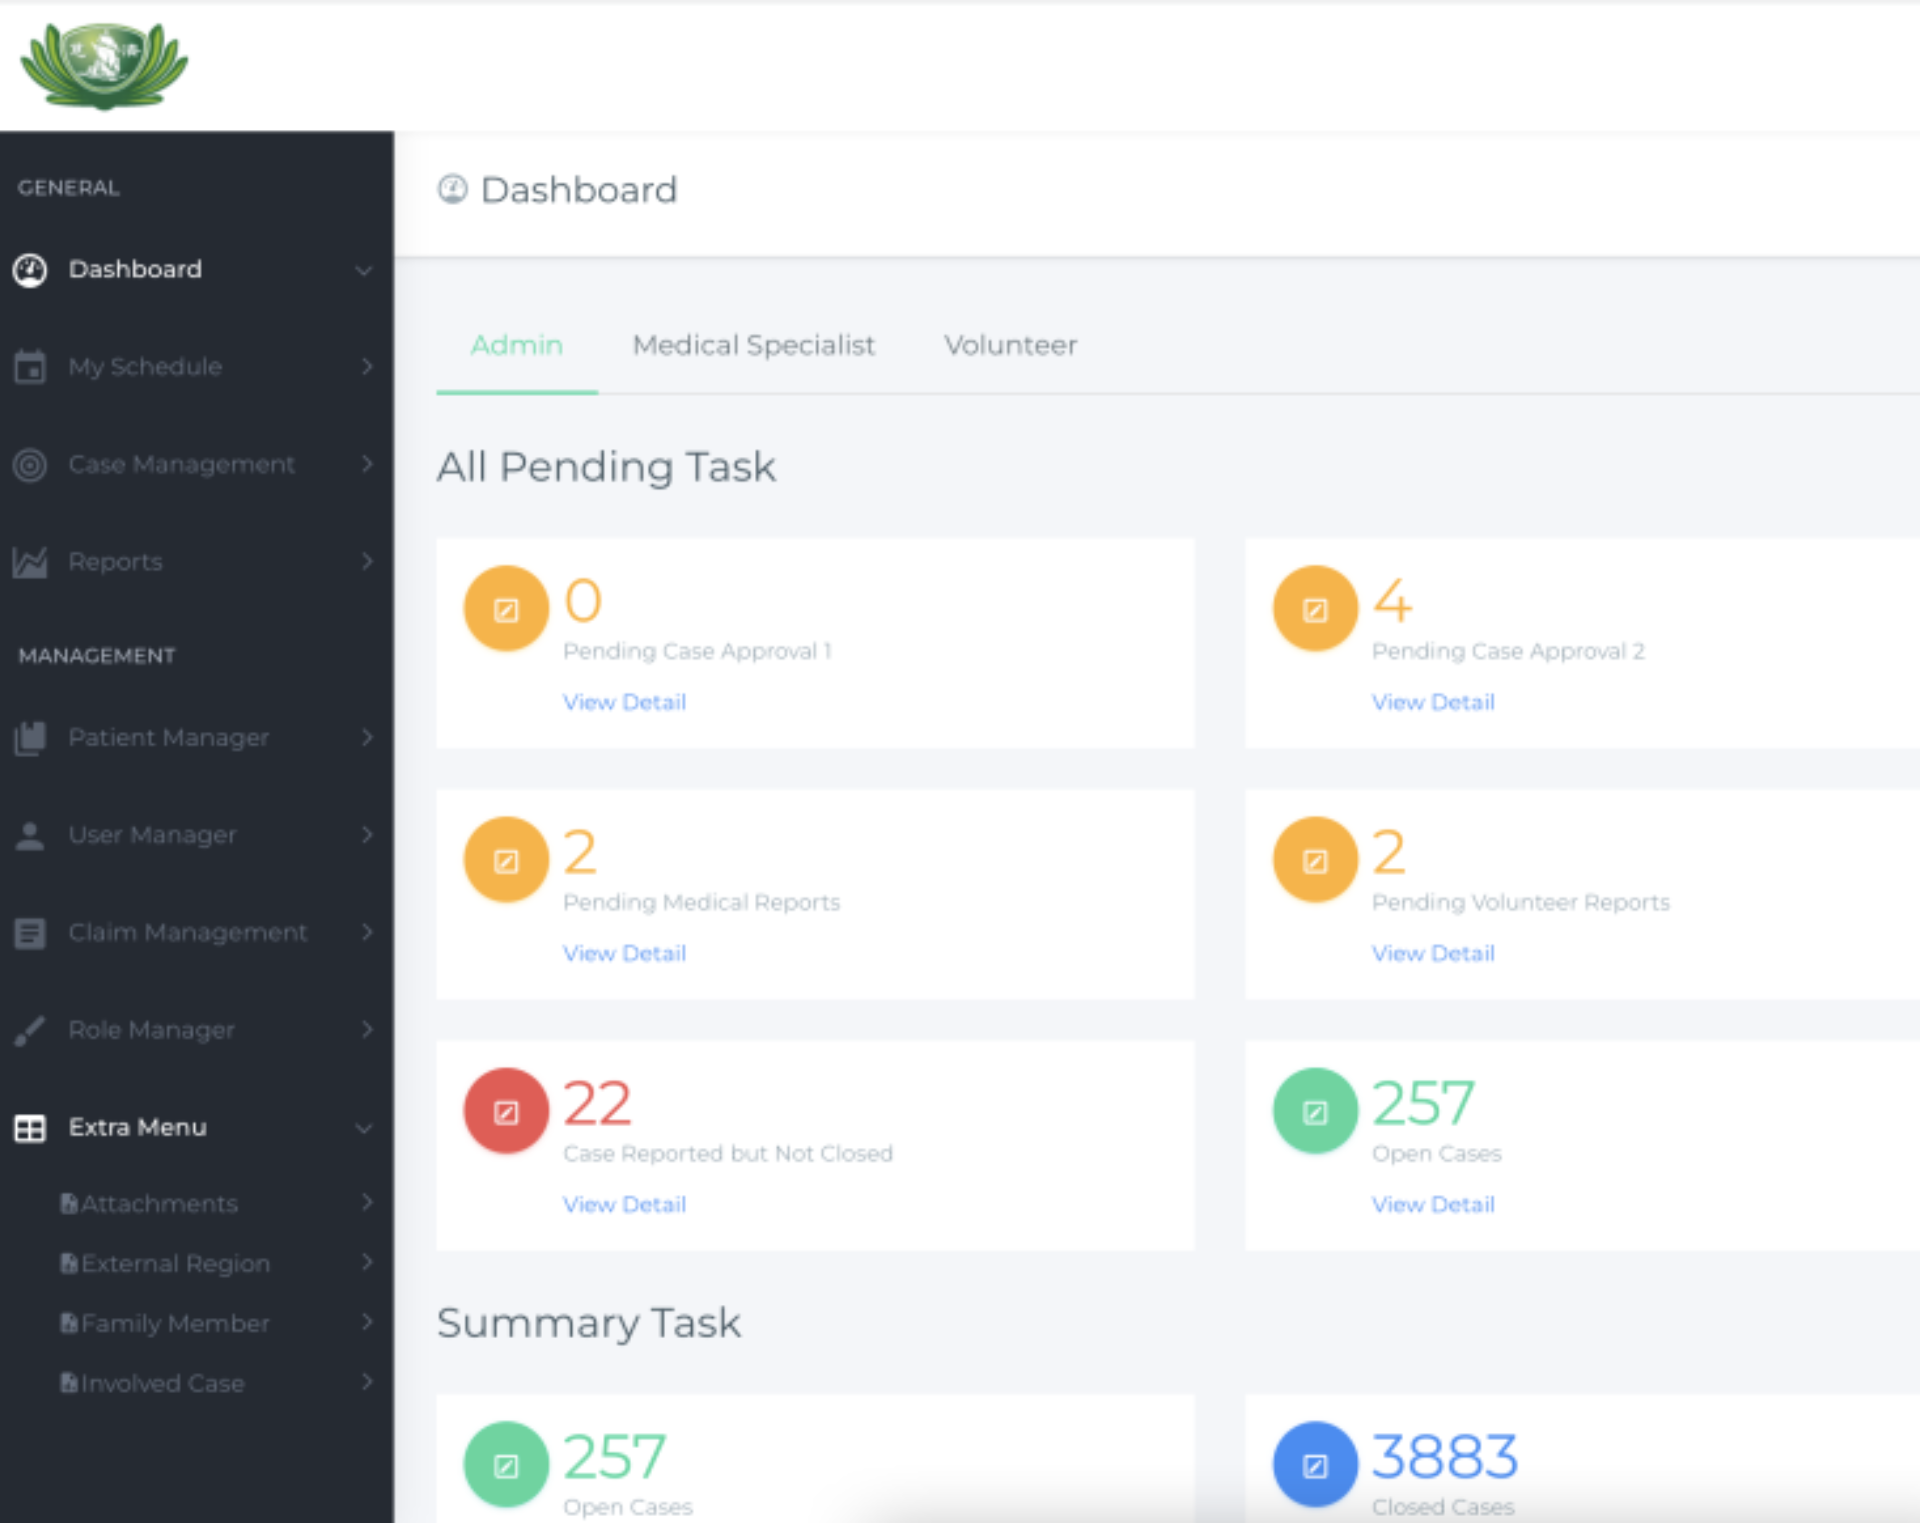 慈 濟
GENERAL
Dashboard
My Schedule
Case Management
Reports
MANAGEMENT
Patient Manager
User Manager
Claim Management
Role Manager
Extra Menu
Attachments
External Region
Family Member
Involved Case
Dashboard
Admin Medical Specialist Volunteer
All Pending Task
0
Pending Case Approval 1
View Detail
4
Pending Case Approval 2
View Detail
2
Pending Medical Reports
View Detail
2
Pending Volunteer Reports
View Detail
22
Case Reported but Not Closed
View Detail
257
Open Cases
View Detail
Summary Task
257
Open Cases
3883
Closed Cases